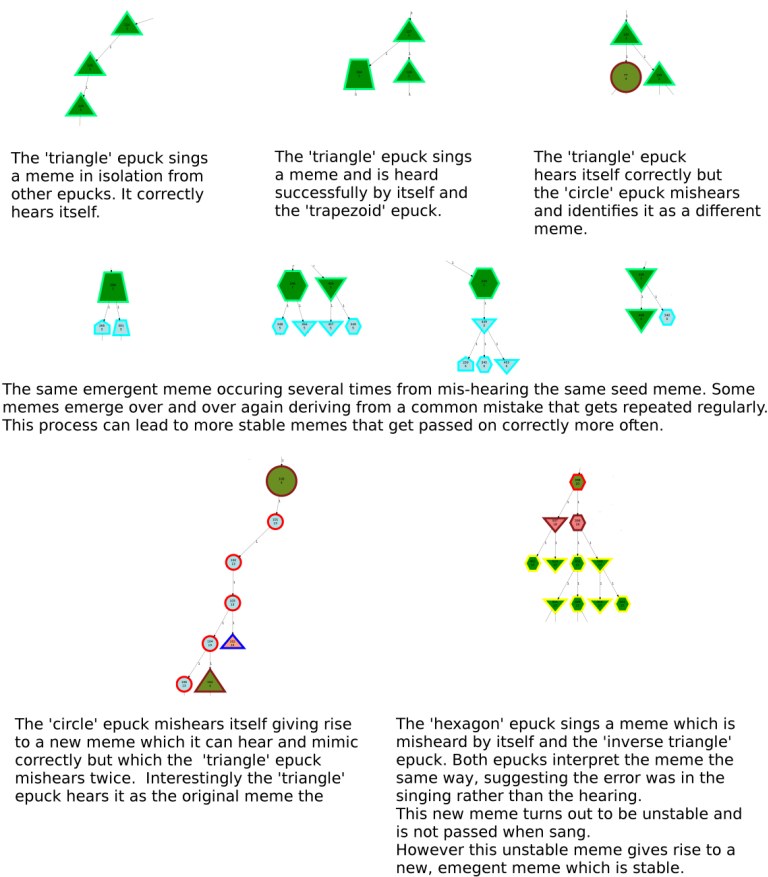 The 'triangle' epuck sings
a meme in isolation from
other epucks. It correctly
hears itself.
The 'triangle' epuck sings
a meme and is heard
successfully by itself and
the 'trapezoid' epuck.
The 'triangle' epuck
hears itself correctly but
the 'circle' epuck mishears
and identifies it as a different
meme.
The same emergent meme occuring several times from mis-hearing the same seed meme. Some
memes emerge over and over again deriving from a common mistake that gets repeated regularly.
This process can lead to more stable memes that get passed on correctly more often.
The 'circle' epuck mishears itself giving rise
to a new meme which it can hear and mimic
correctly but which the  'triangle' epuck
mishears twice.  Interestingly the 'triangle'
epuck hears it as the original meme the
The 'hexagon' epuck sings a meme which is
misheard by itself and the 'inverse triangle'
epuck. Both epucks interpret the meme the
same way, suggesting the error was in the
singing rather than the hearing.
This new meme turns out to be unstable and
is not passed when sang.
However this unstable meme gives rise to a
new, emegent meme which is stable.